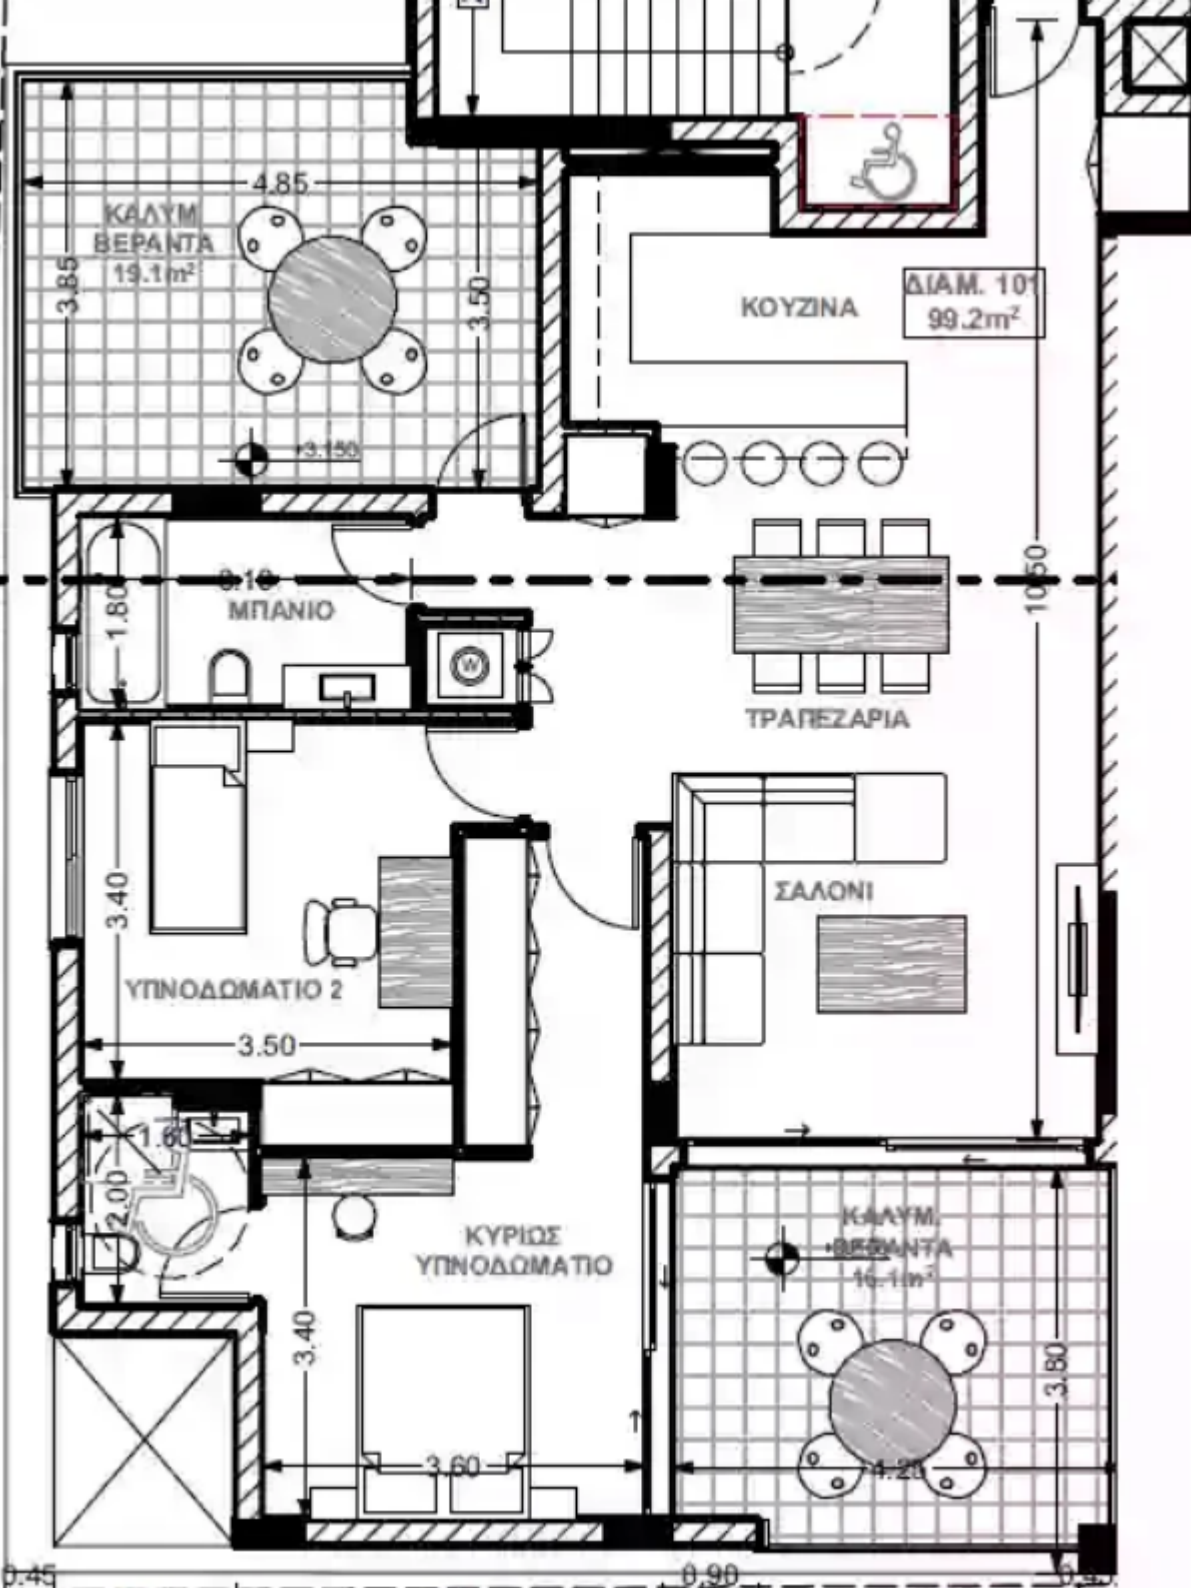 4.85
ΚΑΛΥΜ.
ΒΕΡΑΝΤΑ
19.1m²
3.85
3.50
+3.150
ΚΟΥΖΙΝΑ
ΔΙΑΜ. 101
99.2m²
10.50
1.80
ΜΠΑΝΙΟ
W
ΤΡΑΠΕΖΑΡΙΑ
ΣΑΛΟΝΙ
3.40
ΥΠΝΟΔΩΜΑΤΙΟ 2
3.50
1.60
2.00
ΚΥΡΙΩΣ
ΥΠΝΟΔΩΜΑΤΙΟ
3.40
3.60
ΚΑΛΥΜ.
ΒΕΡΑΝΤΑ
16.1m²
3.80
4.20
0.45
0.90
0.45